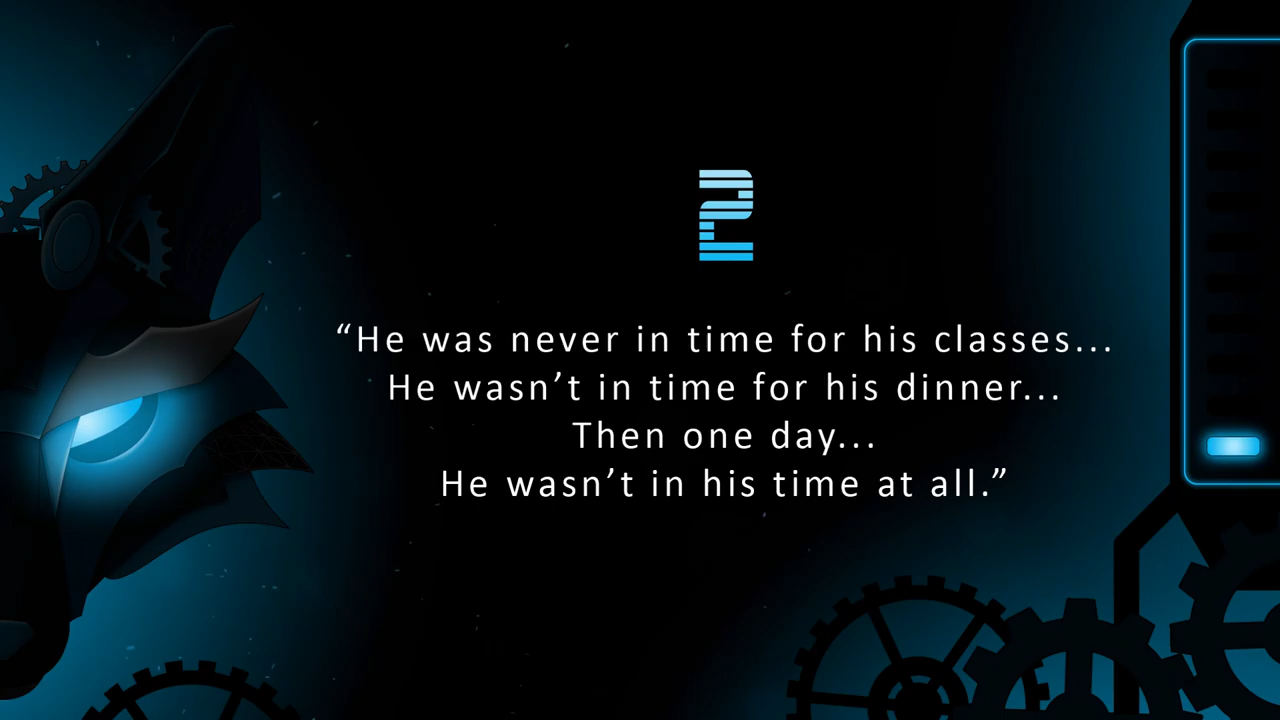 2
“He was never in time for his classes...
He wasn’t in time for his dinner...
Then one day...
He wasn’t in his time at all.”